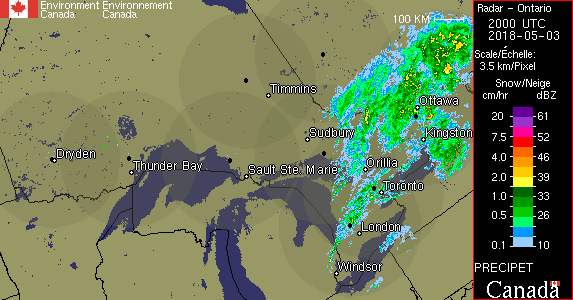 Environment Environnement
Canada Canada
100 KM
Timmins
Ottawa
Sudbury
Kingston
Dryden
Thunder Bay
Sault Ste. Marie
Orillia
Toronto
London
Windsor
Radar - Ontario
2000 UTC
2018-05-03
Scale/Échelle:
3.5 km/Pixel
Snow/Neige
cm/hr dBZ
20 61
7.5 52
4.0 46
2.0 39
1.0 33
0.5 26
0.1 10
PRECIPET
Canada